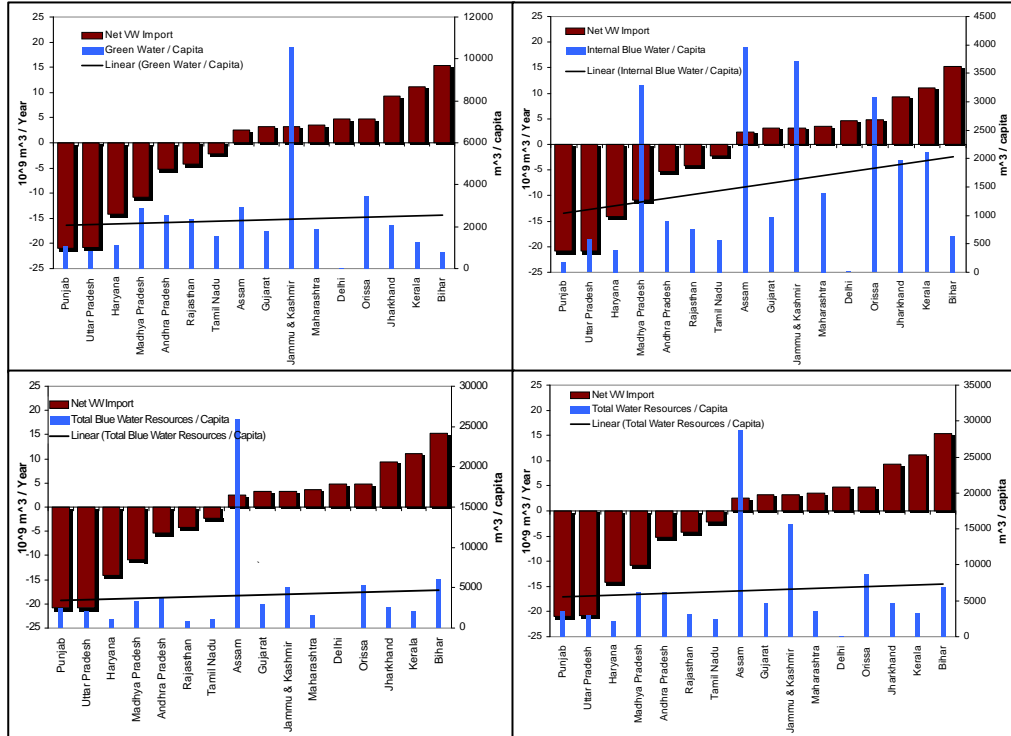 25
20
15
10
5
0
-5
-10
-15
-20
-25
10^9 m^3 / Year
Net VW Import
Green Water / Capita
Linear (Green Water / Capita)
12000
10000
8000
6000
4000
2000
0
m^3 / capita
Punjab
Uttar Pradesh
Haryana
Madhya Pradesh
Andhra Pradesh
Rajasthan
Tamil Nadu
Assam
Gujarat
Jammu & Kashmir
Maharashtra
Delhi
Orissa
Jharkhand
Kerala
Bihar
25
20
15
10
5
0
-5
-10
-15
-20
-25
10^9 m^3 / Year
Net VW Import
Internal Blue Water / Capita
Linear (Internal Blue Water / Capita)
4500
4000
3500
3000
2500
2000
1500
1000
500
0
m^3 / capita
Punjab
Uttar Pradesh
Haryana
Madhya Pradesh
Andhra Pradesh
Rajasthan
Tamil Nadu
Assam
Gujarat
Jammu & Kashmir
Maharashtra
Delhi
Orissa
Jharkhand
Kerala
Bihar
25
20
15
10
5
0
-5
-10
-15
-20
-25
10^9 m^3 / Year
Net VW Import
Total Blue Water Resources / Capita
Linear (Total Blue Water Resources / Capita)
30000
25000
20000
15000
10000
5000
0
m^3 / capita
Punjab
Uttar Pradesh
Haryana
Madhya Pradesh
Andhra Pradesh
Rajasthan
Tamil Nadu
Assam
Gujarat
Jammu & Kashmir
Maharashtra
Delhi
Orissa
Jharkhand
Kerala
Bihar
25
20
15
10
5
0
-5
-10
-15
-20
-25
10^9 m^3 / Year
Net VW Import
Total Water Resources / Capita
Linear (Total Water Resources / Capita)
35000
30000
25000
20000
15000
10000
5000
0
m^3 / capita
Punjab
Uttar Pradesh
Haryana
Madhya Pradesh
Andhra Pradesh
Rajasthan
Tamil Nadu
Assam
Gujarat
Jammu & Kashmir
Maharashtra
Delhi
Orissa
Jharkhand
Kerala
Bihar